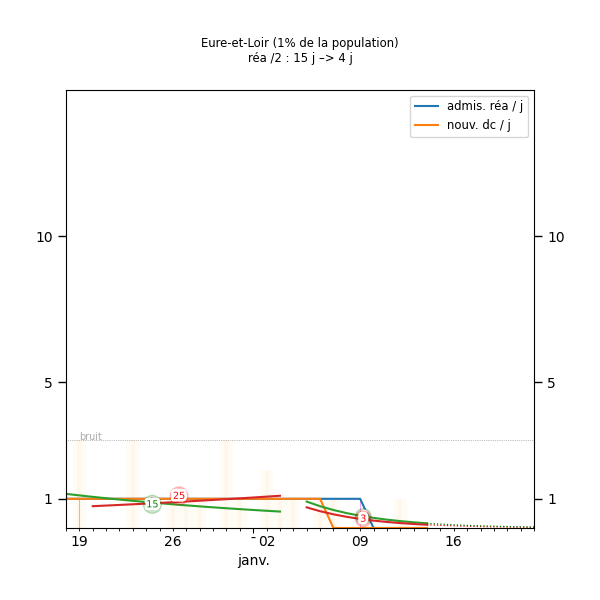 Eure-et-Loir (1% de la population)
réa /2 : 15 j –> 4 j
admis. réa / j
nouv. dc / j
10
10
5
5
bruit
1
1
25
15
3
19
26
02
09
16
janv.